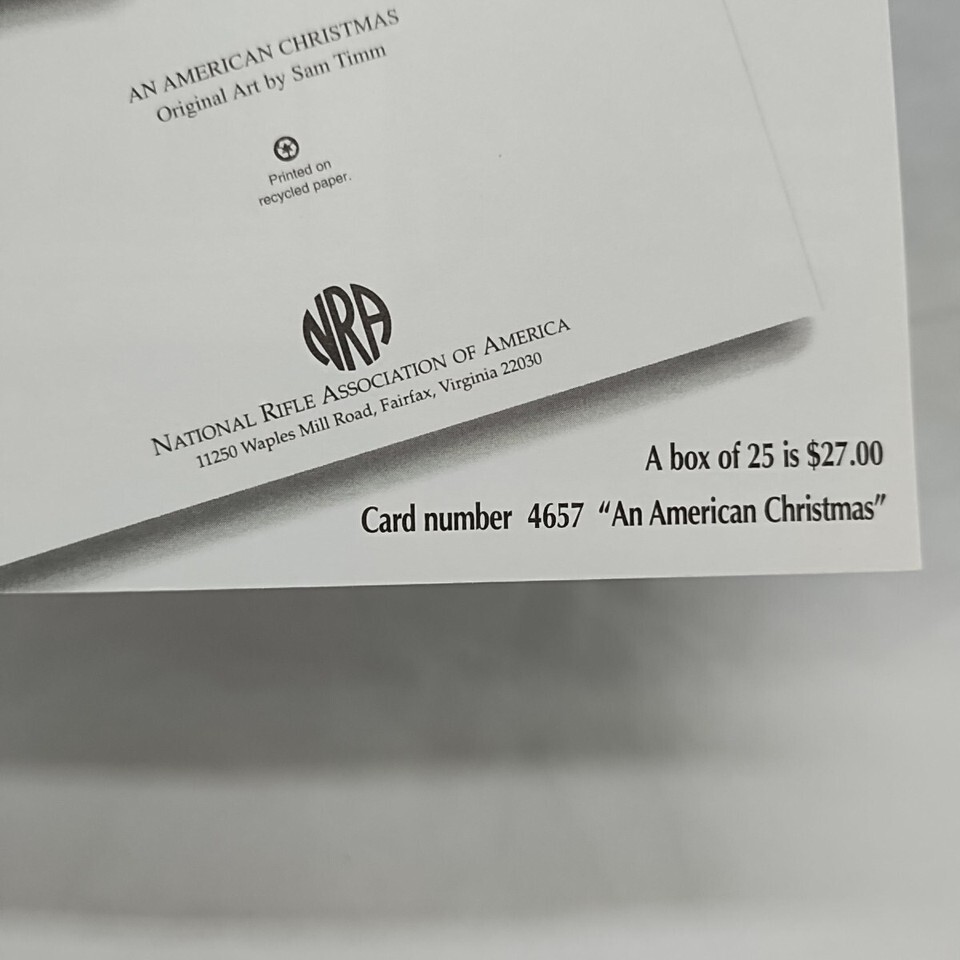 AN AMERICAN CHRISTMAS
Original Art by Sam Timm
Printed on
recycled paper.
NRA
NATIONAL RIFLE ASSOCIATION OF AMERICA
11250 Waples Mill Road, Fairfax, Virginia 22030
A box of 25 is $27.00
Card number 4657 “An American Christmas”